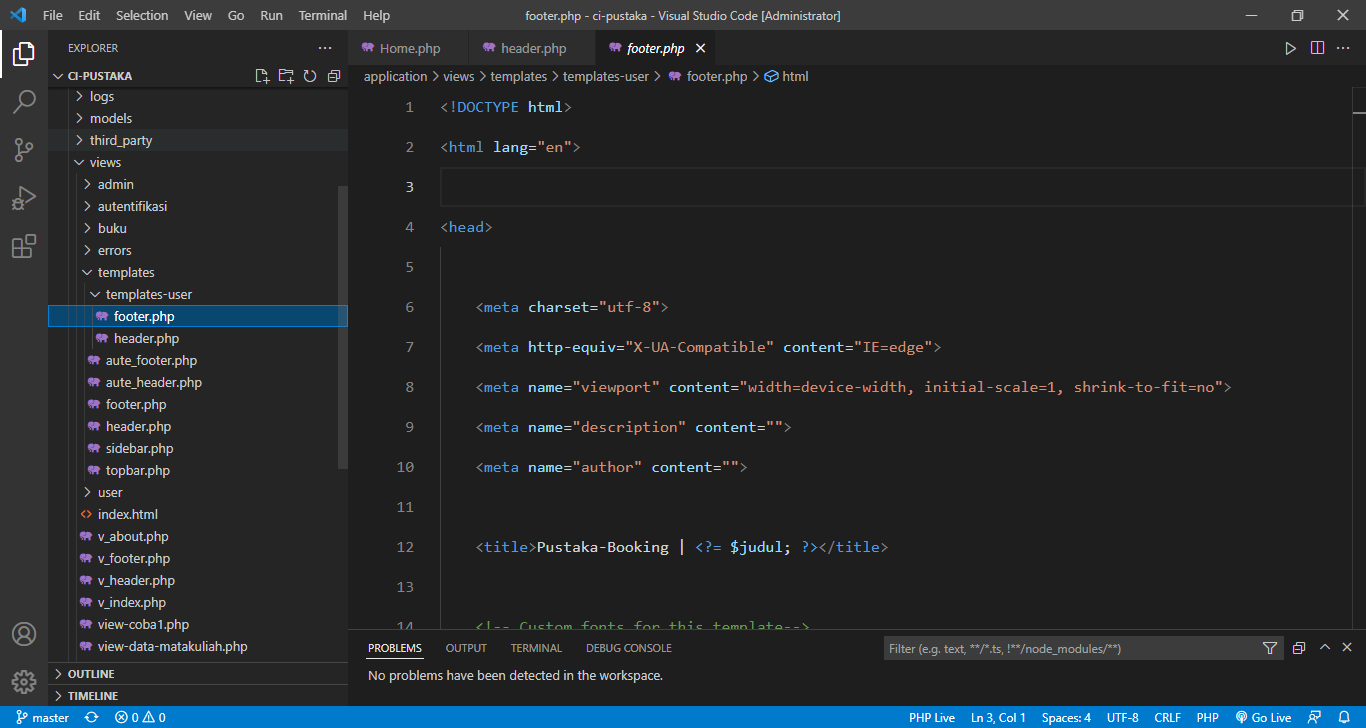 File Edit Selection View Go Run Terminal Help footer.php - ci-pustaka - Visual Studio Code [Administrator]
EXPLORER
CI-PUSTAKA
logs
models
third_party
views
admin
autentifikasi
buku
errors
templates
templates-user
footer.php
header.php
aute_footer.php
aute_header.php
footer.php
header.php
sidebar.php
topbar.php
user
index.html
v_about.php
v_footer.php
v_header.php
v_index.php
view-coba1.php
view-data-matakuliah.php
OUTLINE
TIMELINE
Home.php header.php footer.php
application > views > templates > templates-user > footer.php > html
1 <!DOCTYPE html>
2 <html lang="en">
3
4 <head>
5
6 <meta charset="utf-8">
7 <meta http-equiv="X-UA-Compatible" content="IE=edge">
8 <meta name="viewport" content="width=device-width, initial-scale=1, shrink-to-fit=no">
9 <meta name="description" content="">
10 <meta name="author" content="">
11
12 <title>Pustaka-Booking | <?= $judul; ?></title>
13
14 <!-- Custom fonts for this template-->
PROBLEMS OUTPUT TERMINAL DEBUG CONSOLE Filter (e.g. text, **/*.ts, !**/node_modules/**)
No problems have been detected in the workspace.
master 0 0 PHP Live Ln 3, Col 1 Spaces: 4 UTF-8 CRLF PHP Go Live